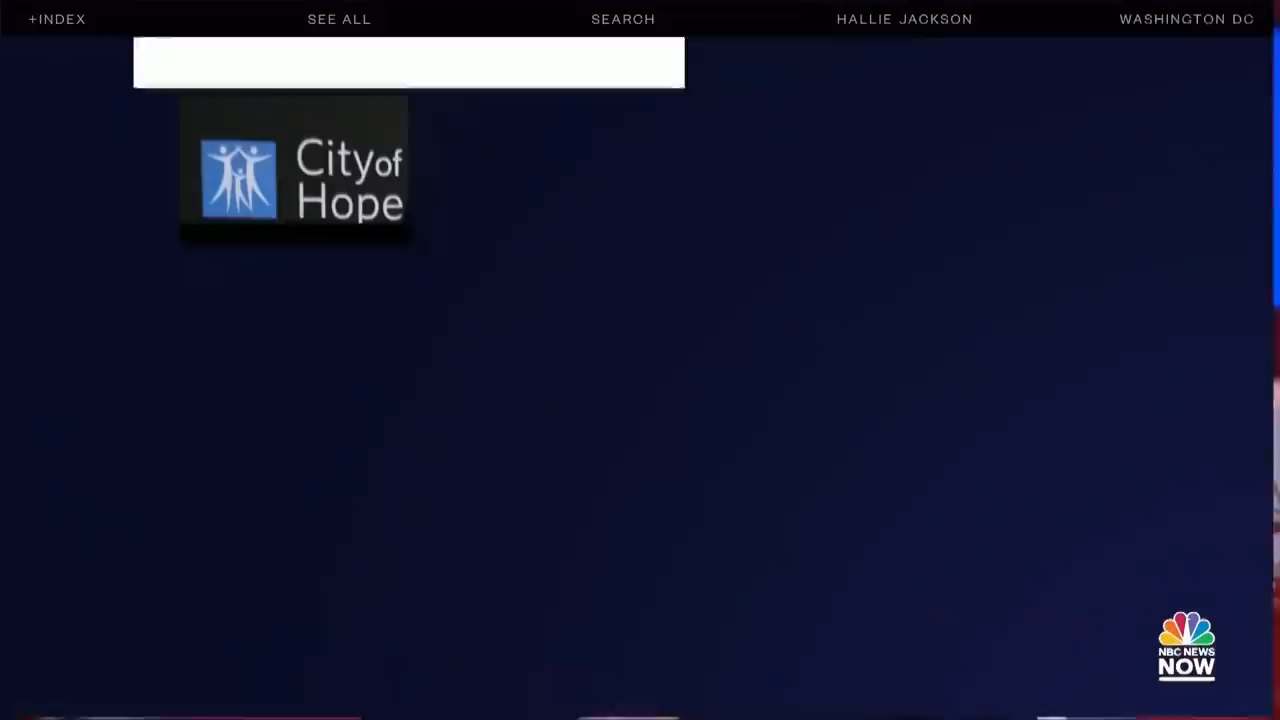 +INDEX
SEE ALL
SEARCH
HALLIE JACKSON
WASHINGTON DC
City of
Hope
NBC NEWS
NOW